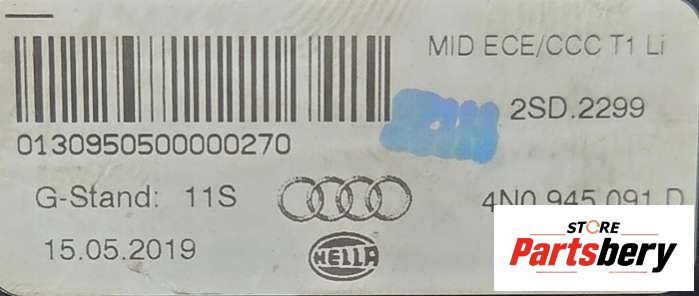 MID ECE/CCC T1 Li
2SD.2299
0130950500000270
G-Stand: 11S
4N0 945 091 D
15.05.2019
HELLA
STORE
Partsbery